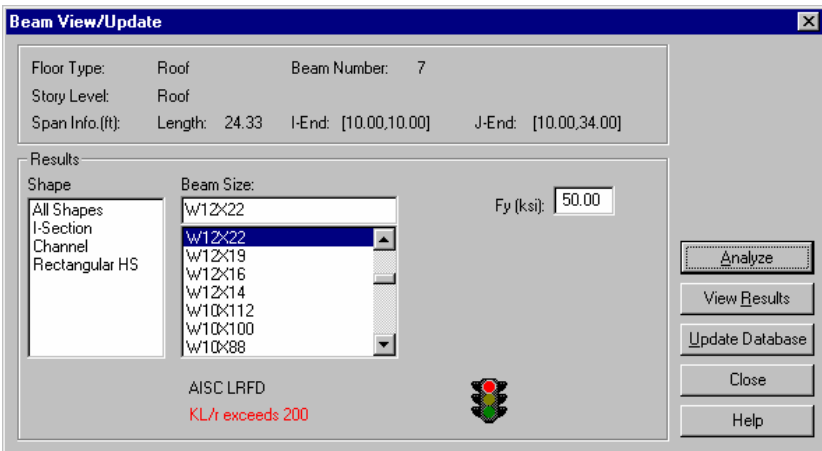 Beam View/Update
Floor Type: Roof Beam Number: 7
Story Level: Roof
Span Info.(ft): Length: 24.33 I-End: [10.00,10.00] J-End: [10.00,34.00]
Results
Shape
All Shapes
I-Section
Channel
Rectangular HS
Beam Size:
W12X22
W12X22
W12X19
W12X16
W12X14
W10X112
W10X100
W10X88
Fy (ksi): 50.00
AISC LRFD
KL/r exceeds 200
Analyze
View Results
Update Database
Close
Help